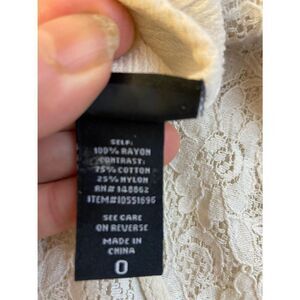 SELF:
100% RAYON
CONTRAST:
75% COTTON
25% NYLON
RN# 148862
ITEM#10551696
SEE CARE
ON REVERSE
MADE IN
CHINA
0